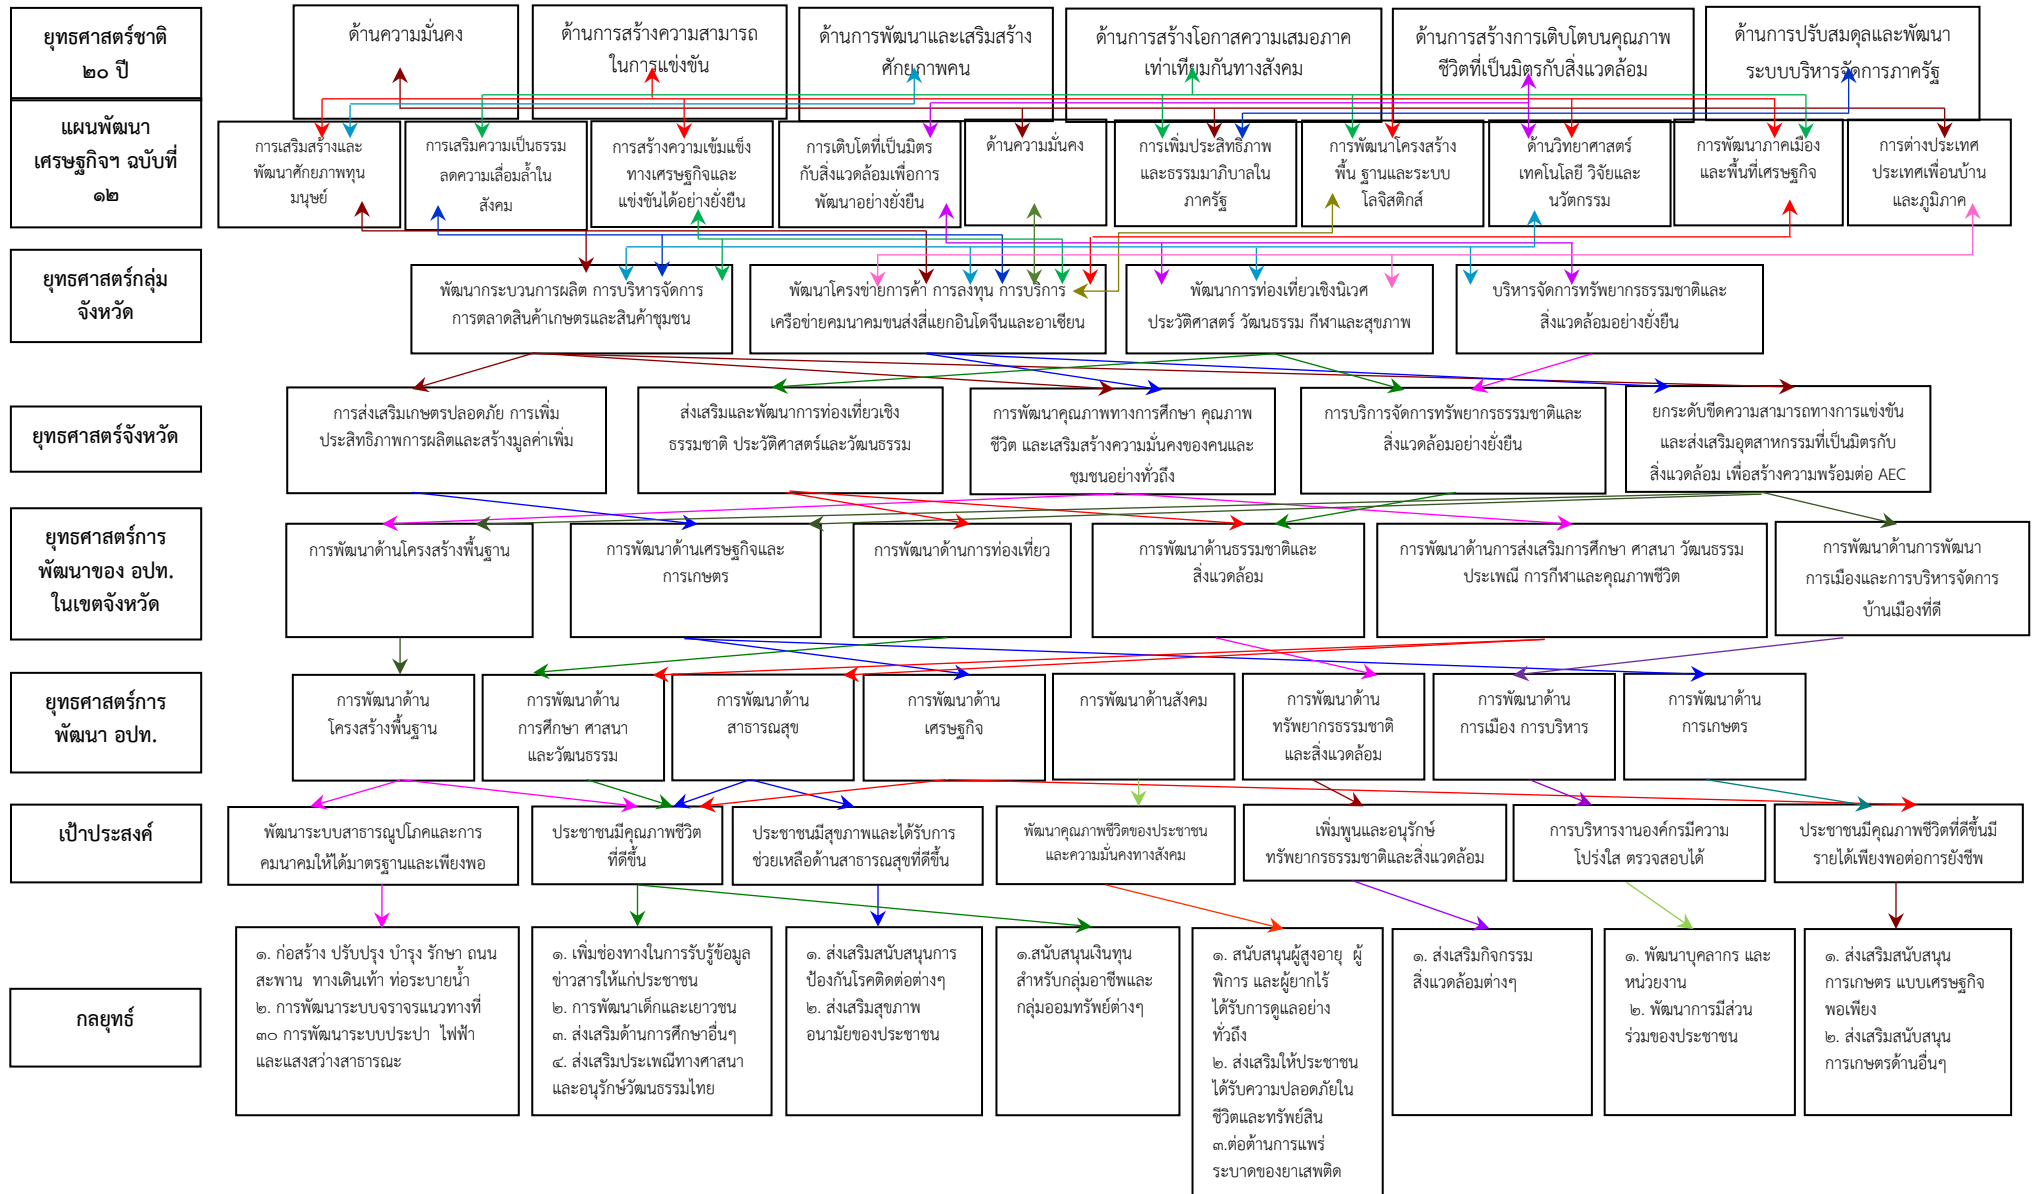 ยุทธศาสตร์ชาติ
๒๐ ปี
ด้านความมั่นคง
ด้านการสร้างความสามารถ
ในการแข่งขัน
ด้านการพัฒนาและเสริมสร้าง
ศักยภาพคน
ด้านการสร้างโอกาสความเสมอภาค
เท่าเทียมกันทางสังคม
ด้านการสร้างการเติบโตบนคุณภาพ
ชีวิตที่เป็นมิตรกับสิ่งแวดล้อม
ด้านการปรับสมดุลและพัฒนา
ระบบบริหารจัดการภาครัฐ
แผนพัฒนา
เศรษฐกิจฯ ฉบับที่
๑๒
การเสริมสร้างและ
พัฒนาศักยภาพทุน
มนุษย์
การเสริมความเป็นธรรม
ลดความเลื่อมล้ำใน
สังคม
การสร้างความเข้มแข็ง
ทางเศรษฐกิจและ
แข่งขันได้อย่างยั่งยืน
การเติบโตที่เป็นมิตร
กับสิ่งแวดล้อมเพื่อการ
พัฒนาอย่างยั่งยืน
ด้านความมั่นคง
การเพิ่มประสิทธิภาพ
และธรรมมาภิบาลใน
ภาครัฐ
การพัฒนาโครงสร้าง
พื้น ฐานและระบบ
โลจิสติกส์
ด้านวิทยาศาสตร์
เทคโนโลยี วิจัยและ
นวัตกรรม
การพัฒนาภาคเมือง
และพื้นที่เศรษฐกิจ
การต่างประเทศ
ประเทศเพื่อนบ้าน
และภูมิภาค
ยุทธศาสตร์กลุ่ม
จังหวัด
พัฒนากระบวนการผลิต การบริหารจัดการ
การตลาดสินค้าเกษตรและสินค้าชุมชน
พัฒนาโครงข่ายการค้า การลงทุน การบริการ
เครือข่ายคมนาคมขนส่งสี่แยกอินโดจีนและอาเซียน
พัฒนาการท่องเที่ยวเชิงนิเวศ
ประวัติศาสตร์ วัฒนธรรม กีฬาและสุขภาพ
บริหารจัดการทรัพยากรธรรมชาติและ
สิ่งแวดล้อมอย่างยั่งยืน
ยุทธศาสตร์จังหวัด
การส่งเสริมเกษตรปลอดภัย การเพิ่ม
ประสิทธิภาพการผลิตและสร้างมูลค่าเพิ่ม
ส่งเสริมและพัฒนาการท่องเที่ยวเชิง
ธรรมชาติ ประวัติศาสตร์และวัฒนธรรม
การพัฒนาคุณภาพทางการศึกษา คุณภาพ
ชีวิต และเสริมสร้างความมั่นคงของคนและ
ชุมชนอย่างทั่วถึง
การบริการจัดการทรัพยากรธรรมชาติและ
สิ่งแวดล้อมอย่างยั่งยืน
ยกระดับขีดความสามารถทางการแข่งขัน
และส่งเสริมอุตสาหกรรมที่เป็นมิตรกับ
สิ่งแวดล้อม เพื่อสร้างความพร้อมต่อ AEC
ยุทธศาสตร์การ
พัฒนาของ อปท.
ในเขตจังหวัด
การพัฒนาด้านโครงสร้างพื้นฐาน
การพัฒนาด้านเศรษฐกิจและ
การเกษตร
การพัฒนาด้านการท่องเที่ยว
การพัฒนาด้านธรรมชาติและ
สิ่งแวดล้อม
การพัฒนาด้านการส่งเสริมการศึกษา ศาสนา วัฒนธรรม
ประเพณี การกีฬาและคุณภาพชีวิต
การพัฒนาด้านการพัฒนา
การเมืองและการบริหารจัดการ
บ้านเมืองที่ดี
ยุทธศาสตร์การ
พัฒนา อปท.
การพัฒนาด้าน
โครงสร้างพื้นฐาน
การพัฒนาด้าน
การศึกษา ศาสนา
และวัฒนธรรม
การพัฒนาด้าน
สาธารณสุข
การพัฒนาด้าน
เศรษฐกิจ
การพัฒนาด้านสังคม
การพัฒนาด้าน
ทรัพยากรธรรมชาติ
และสิ่งแวดล้อม
การพัฒนาด้าน
การเมือง การบริหาร
การพัฒนาด้าน
การเกษตร
เป้าประสงค์
พัฒนาระบบสาธารณูปโภคและการ
คมนาคมให้ได้มาตรฐานและเพียงพอ
ประชาชนมีคุณภาพชีวิต
ที่ดีขึ้น
ประชาชนมีสุขภาพและได้รับการ
ช่วยเหลือด้านสาธารณสุขที่ดีขึ้น
พัฒนาคุณภาพชีวิตของประชาชน
และความมั่นคงทางสังคม
เพิ่มพูนและอนุรักษ์
ทรัพยากรธรรมชาติและสิ่งแวดล้อม
การบริหารงานองค์กรมีความ
โปร่งใส ตรวจสอบได้
ประชาชนมีคุณภาพชีวิตที่ดีขึ้นมี
รายได้เพียงพอต่อการยังชีพ
กลยุทธ์
๑. ก่อสร้าง ปรับปรุง บำรุง รักษา ถนน
สะพาน ทางเดินเท้า ท่อระบายน้ำ
๒. การพัฒนาระบบจราจรแนวทางที่
๓๐ การพัฒนาระบบประปา ไฟฟ้า
และแสงสว่างสาธารณะ
๑. เพิ่มช่องทางในการรับรู้ข้อมูล
ข่าวสารให้แก่ประชาชน
๒. การพัฒนาเด็กและเยาวชน
๓. ส่งเสริมด้านการศึกษาอื่นๆ
๔. ส่งเสริมประเพณีทางศาสนา
และอนุรักษ์วัฒนธรรมไทย
๑. ส่งเสริมสนับสนุนการ
ป้องกันโรคติดต่อต่างๆ
๒. ส่งเสริมสุขภาพ
อนามัยของประชาชน
๑.สนับสนุนเงินทุน
สำหรับกลุ่มอาชีพและ
กลุ่มออมทรัพย์ต่างๆ
๑. สนับสนุนผู้สูงอายุ ผู้
พิการ และผู้ยากไร้
ได้รับการดูแลอย่าง
ทั่วถึง
๒. ส่งเสริมให้ประชาชน
ได้รับความปลอดภัยใน
ชีวิตและทรัพย์สิน
๓.ต่อต้านการแพร่
ระบาดของยาเสพติด
๑. ส่งเสริมกิจกรรม
สิ่งแวดล้อมต่างๆ
๑. พัฒนาบุคลากร และ
หน่วยงาน
๒. พัฒนาการมีส่วน
ร่วมของประชาชน
๑. ส่งเสริมสนับสนุน
การเกษตร แบบเศรษฐกิจ
พอเพียง
๒. ส่งเสริมสนับสนุน
การเกษตรด้านอื่นๆ